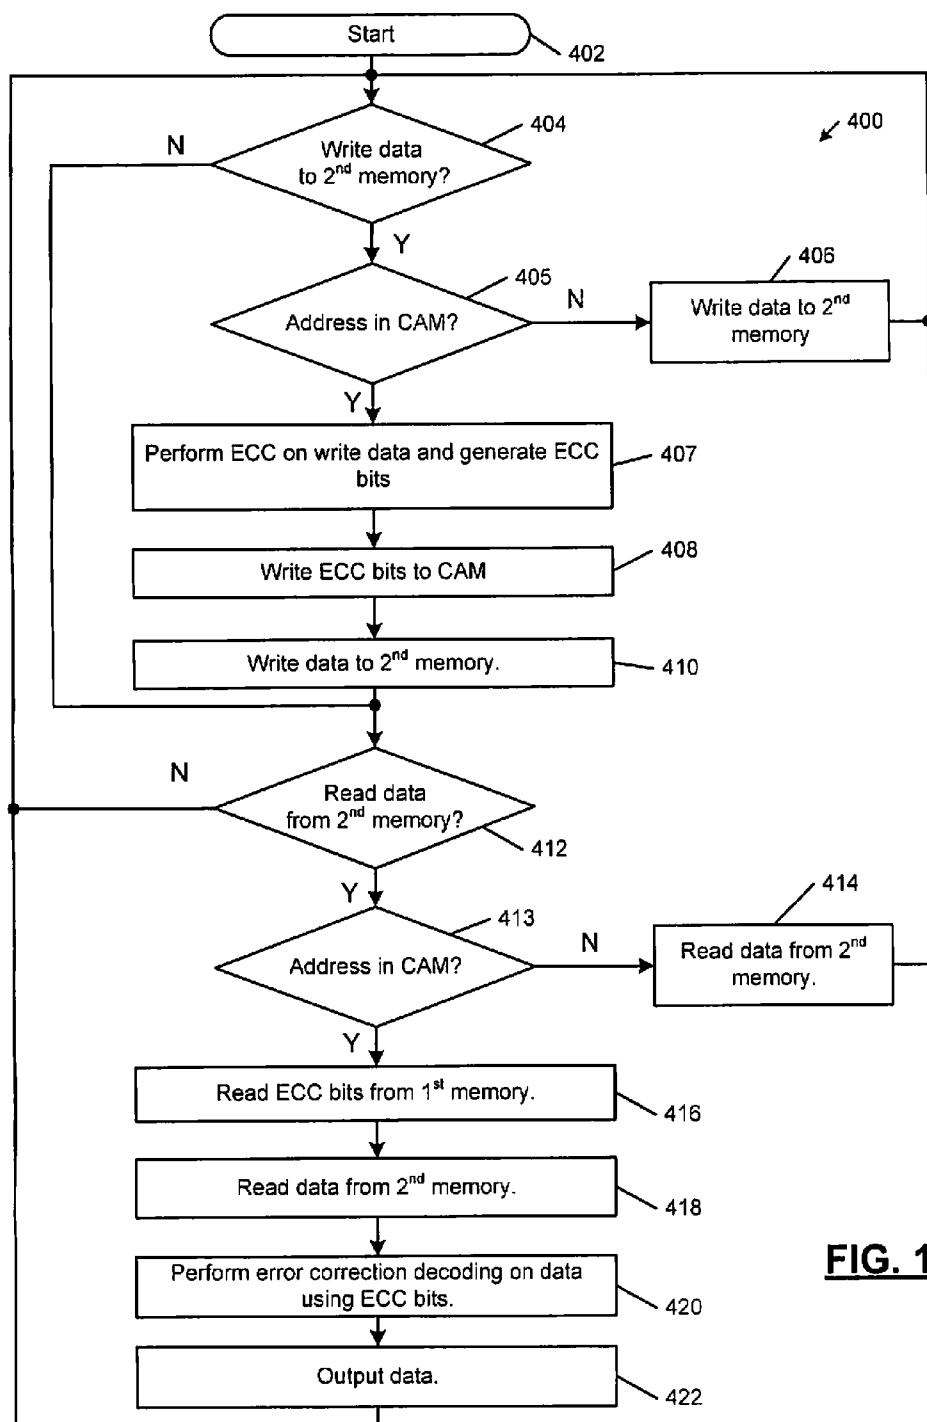 Start
402
400
404
N
Write data
to 2nd memory?
Y
405
406
Address in CAM?
N
Write data to 2nd
memory
Y
Perform ECC on write data and generate ECC
bits
407
408
Write ECC bits to CAM
Write data to 2nd memory.
410
N
Read data
from 2nd memory?
412
Y
413
414
Address in CAM?
N
Read data from 2nd
memory.
Y
Read ECC bits from 1st memory.
416
Read data from 2nd memory.
418
FIG. 1
Perform error correction decoding on data
using ECC bits.
420
Output data.
422